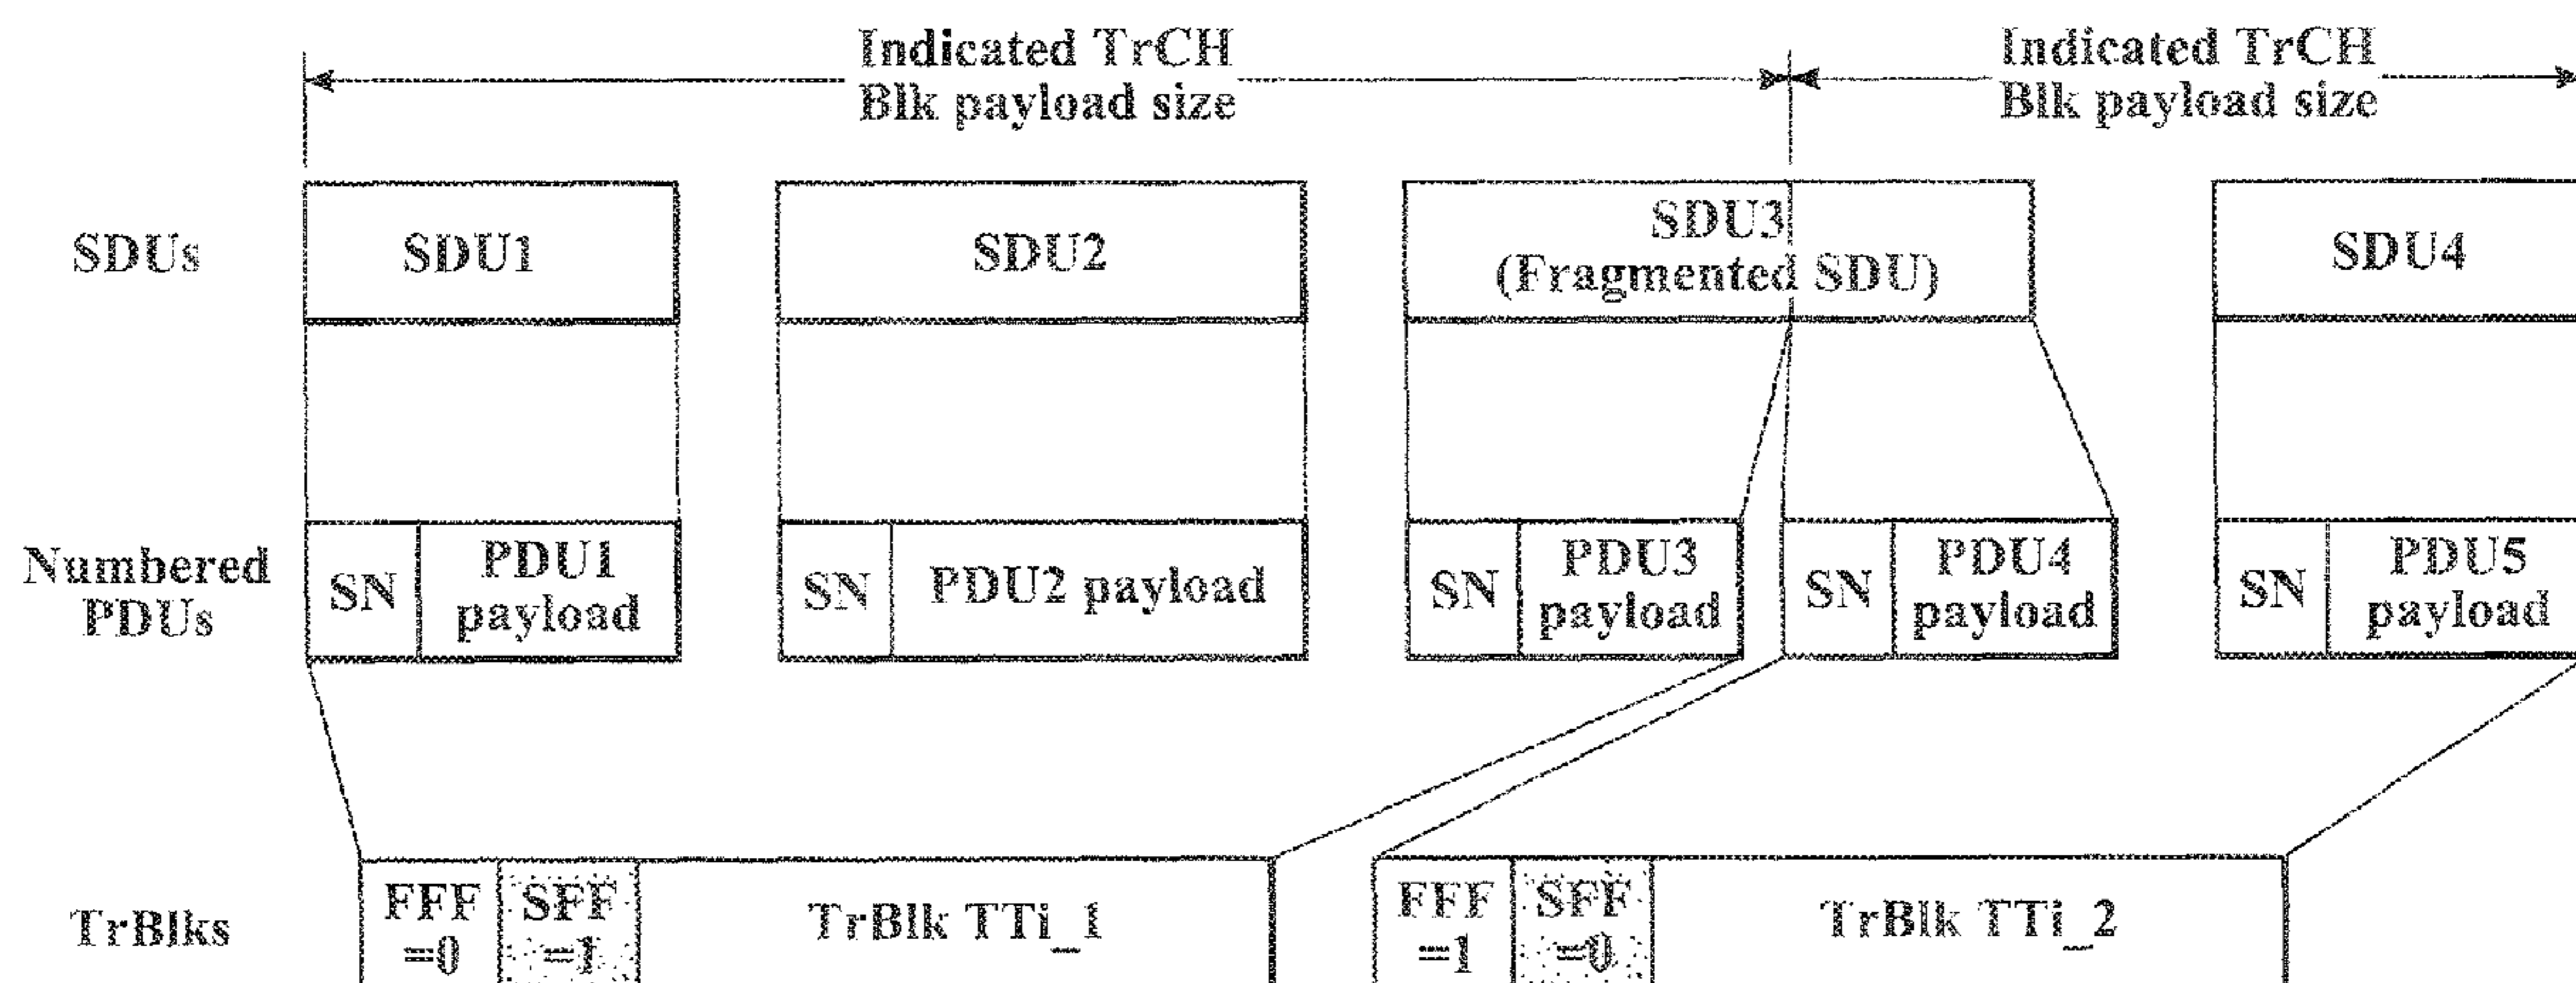 Indicated TrCH
Blk payload size
Indicated TrCH
Blk payload size
SDUs
SDU1
SDU2
SDU3
(Fragmented SDU)
SDU4
Numbered
PDUs
SN
PDU1
payload
SN
PDU2 payload
SN
PDU3
payload
SN
PDU4
payload
SN
PDU5
payload
TrBlks
FFF
=0
SFF
=1
TrBlk TTi_1
FFF
=1
SFF
=0
TrBlk TTi_2